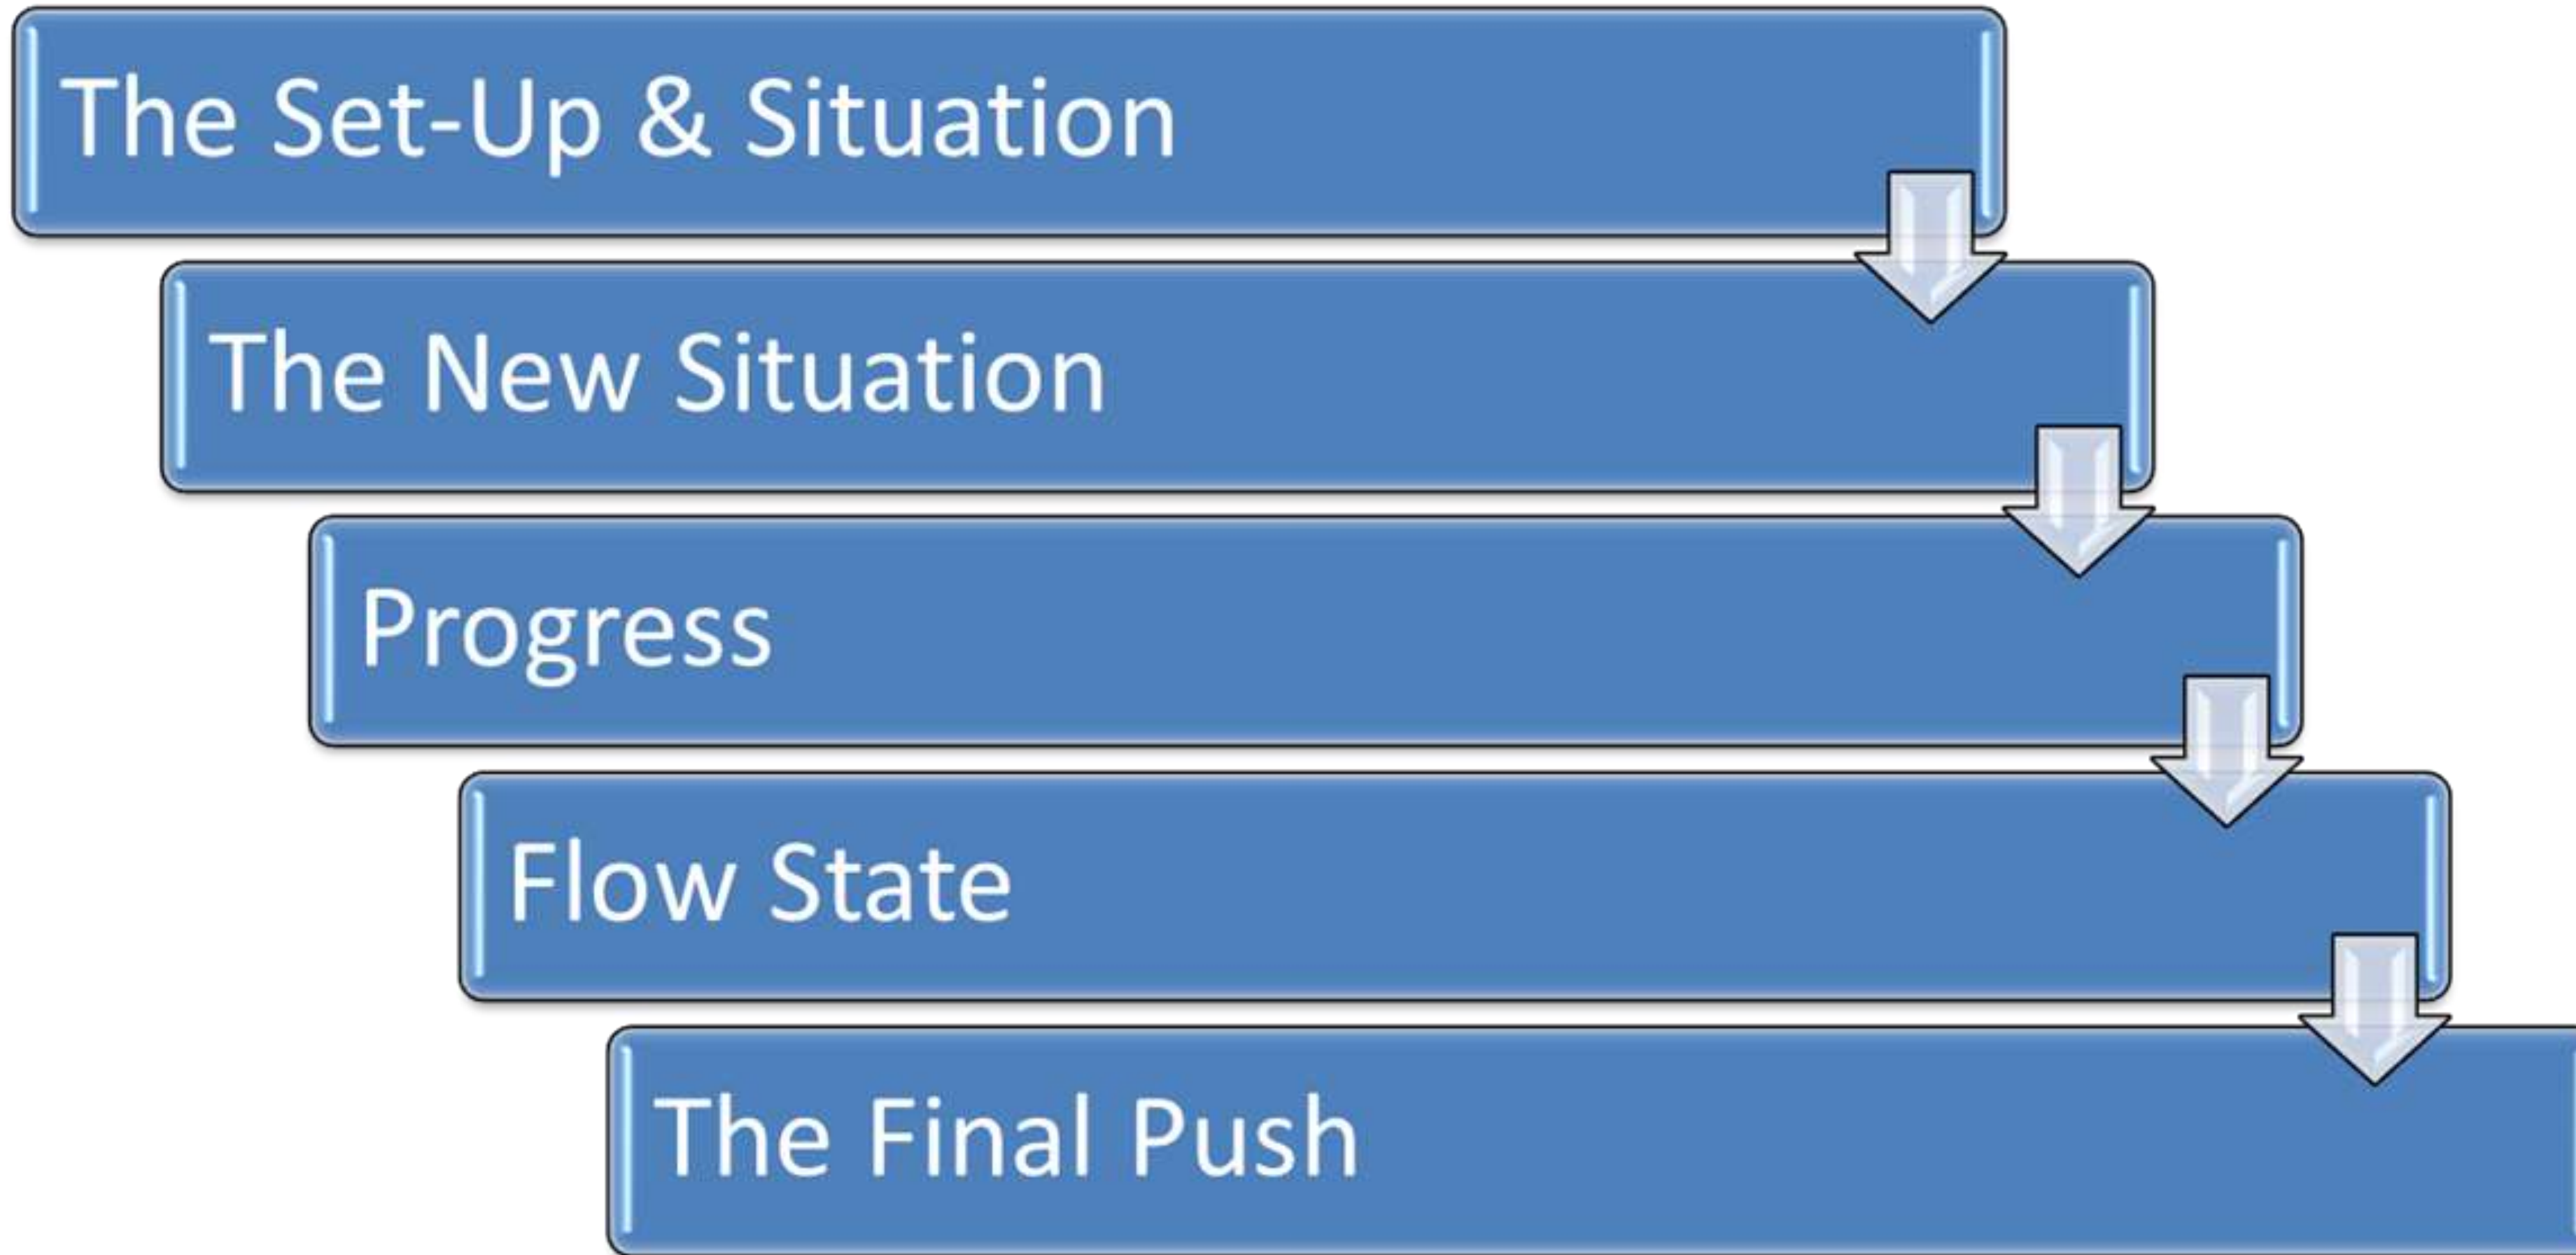 The Set-Up & Situation
The New Situation
Progress
Flow State
The Final Push